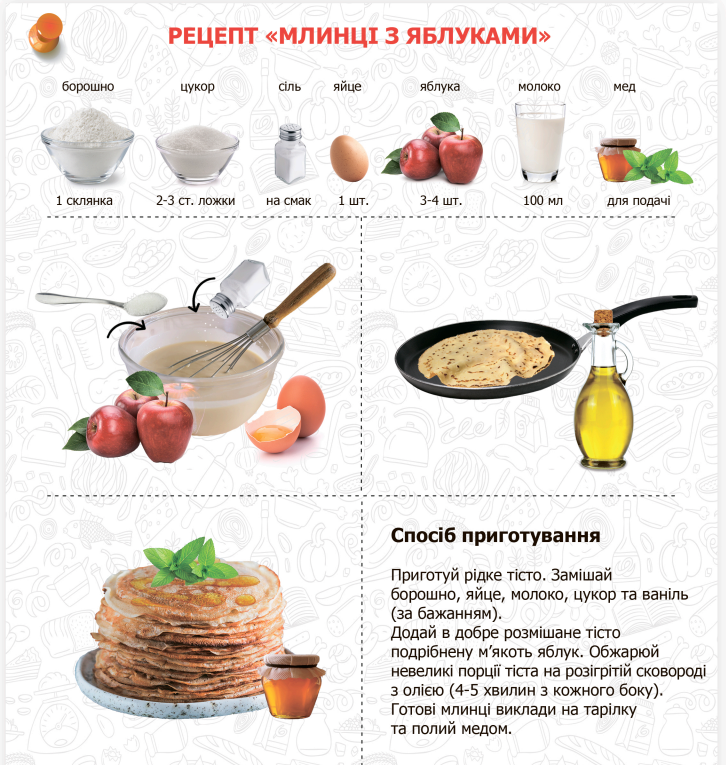 РЕЦЕПТ «МЛИНЦІ З ЯБЛУКАМИ»
борошно цукор сіль яйце яблука молоко мед
1 склянка 2-3 ст. ложки на смак 1 шт. 3-4 шт. 100 мл для подачі
Спосіб приготування
Приготуй рідке тісто. Замішай
борошно, яйце, молоко, цукор та ваніль
(за бажанням).
Додай в добре розмішане тісто
подрібнену м’якоть яблук. Обжарюй
невеликі порції тіста на розігрітій сковороді
з олією (4-5 хвилин з кожного боку).
Готові млинці виклади на тарілку
та полий медом.